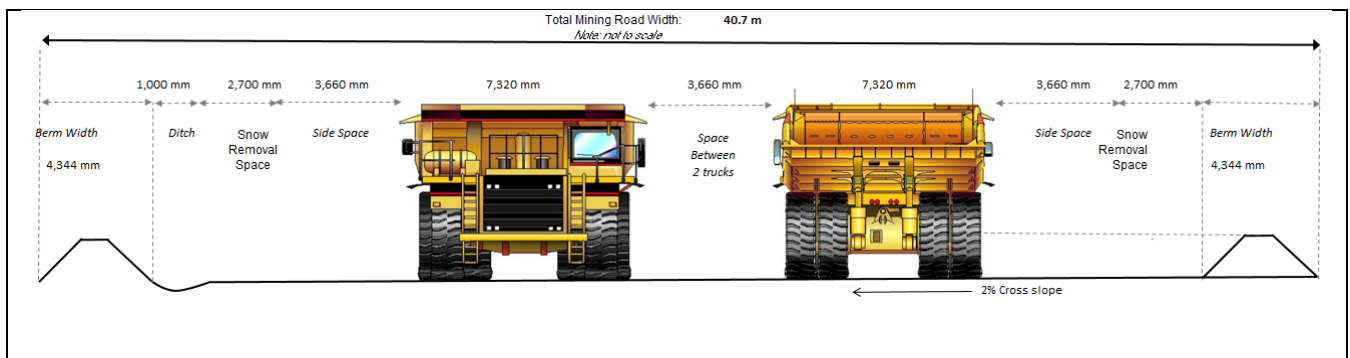 Total Mining Road Width: 40.7 m
Note: not to scale
1,000 mm 2,700 mm 3,660 mm 7,320 mm 3,660 mm 7,320 mm 3,660 mm 2,700 mm
Berm Width
4,344 mm
Ditch
Snow
Removal
Space
Side Space
Space
Between
2 trucks
Side Space
Snow
Removal
Space
Berm Width
4,344 mm
2% Cross slope